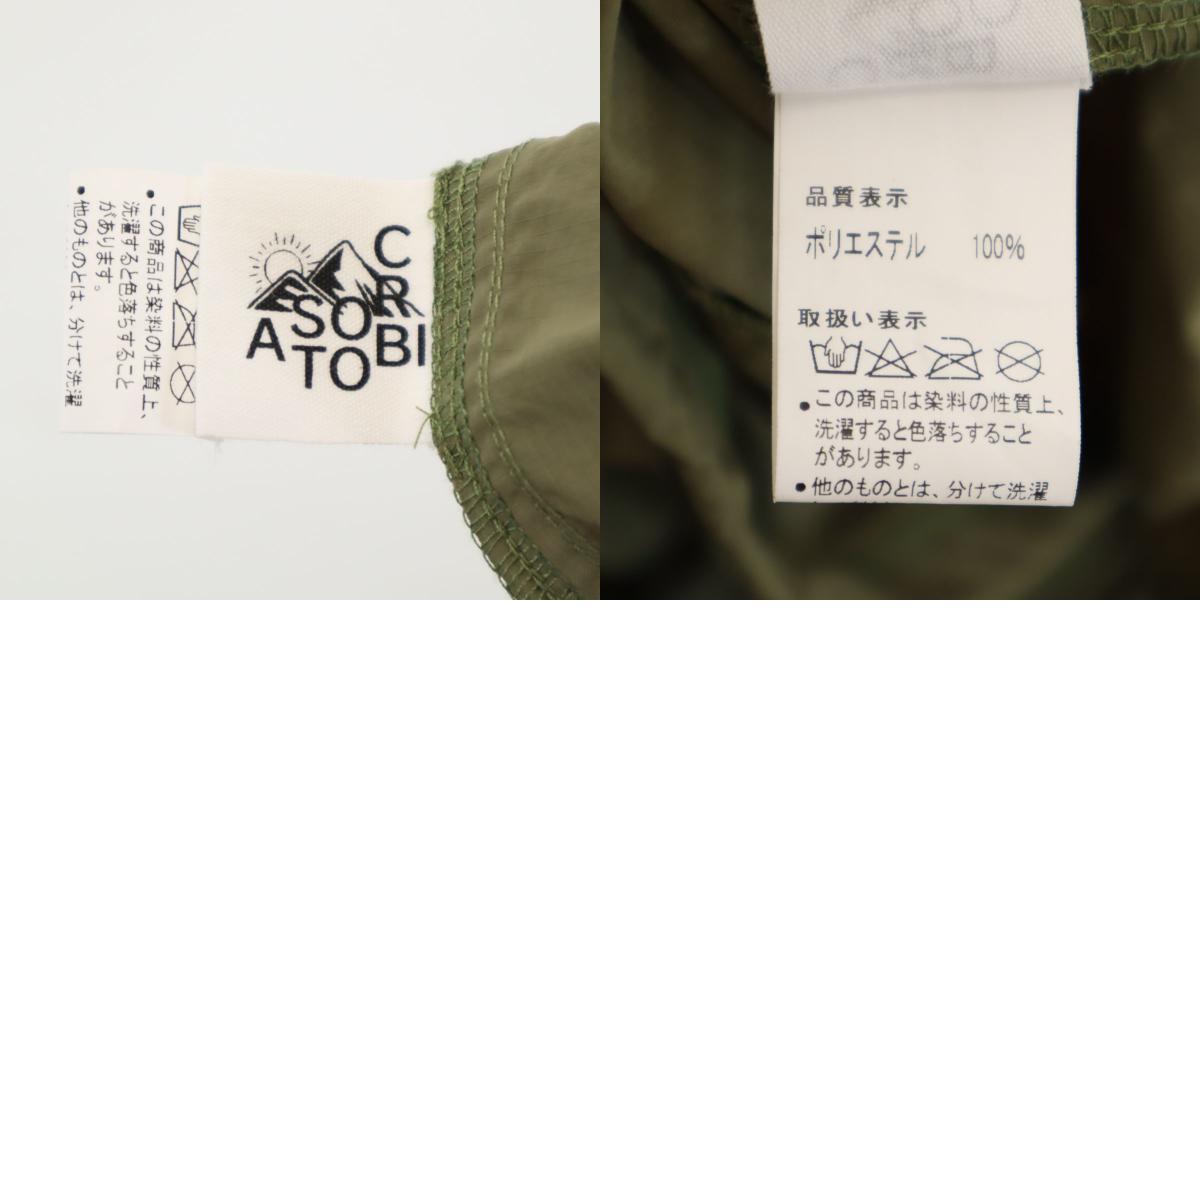 C
R
ASOBI
TO
この商品は染料の性質上、
洗濯すると色落ちすること
があります。
他のものとは、分けて洗濯
品質表示
ポリエステル 100%
取扱い表示
この商品は染料の性質上、
洗濯すると色落ちすること
があります。
他のものとは、分けて洗濯